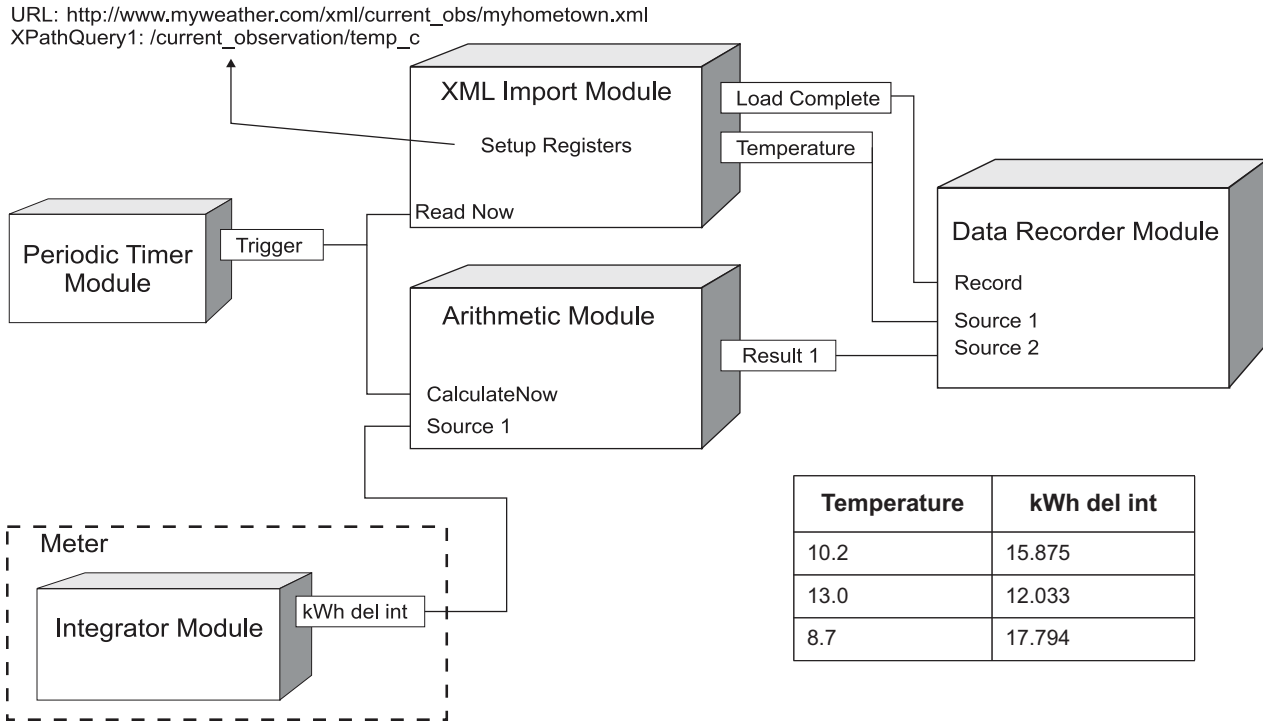 URL: http://www.myweather.com/xml/current_obs/myhometown.xml
XPathQuery1: /current_observation/temp_c
XML Import Module
Setup Registers
Read Now
Load Complete
Temperature
Periodic Timer
Module
Trigger
Data Recorder Module
Record
Source 1
Source 2
Arithmetic Module
CalculateNow
Source 1
Result 1
Meter
Integrator Module
kWh del int
Temperature kWh del int
10.2 15.875
13.0 12.033
8.7 17.794